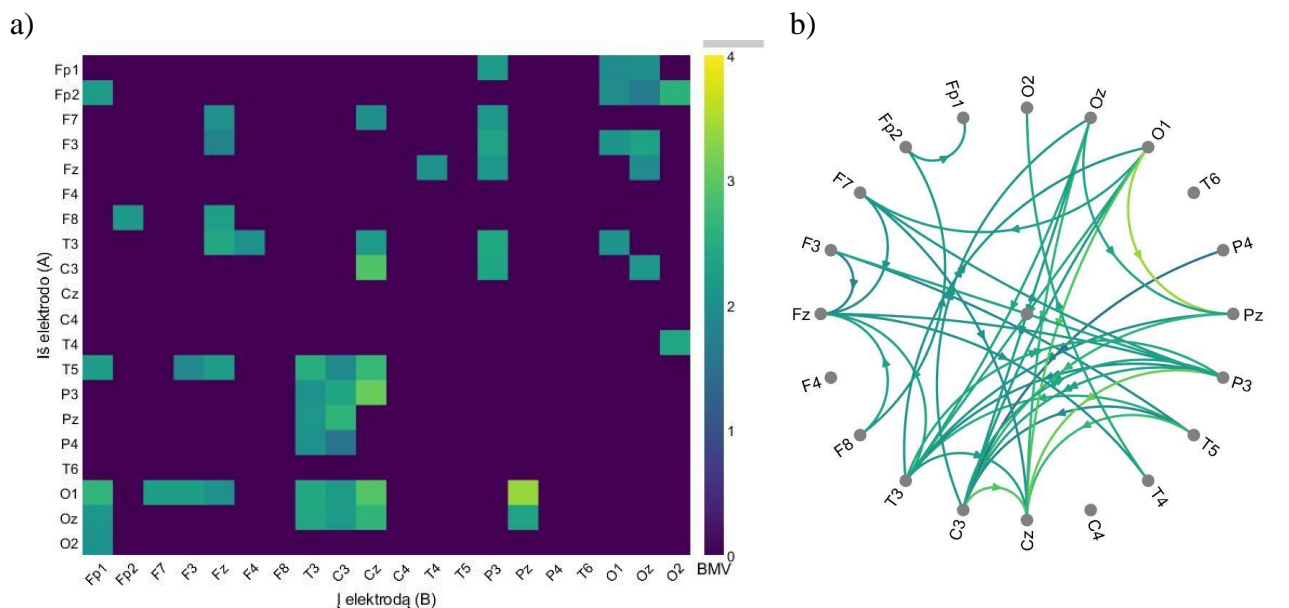 a)
b)
4
3
2
1
0
BMV
Fp1
Fp2
F7
F3
Fz
F4
F8
T3
C3
Cz
C4
T4
T5
P3
Pz
P4
T6
O1
Oz
O2
Iš elektrodo (A)
Fp1 Fp2 F7 F3 Fz F4 F8 T3 C3 Cz C4 T4 T5 P3 Pz P4 T6 O1 Oz O2
Į elektrodą (B)
Fp1
O2
Oz
Fp2
O1
F7
T6
F3
P4
Fz
Pz
F4
P3
F8
T5
T3
T4
C3
Cz
C4